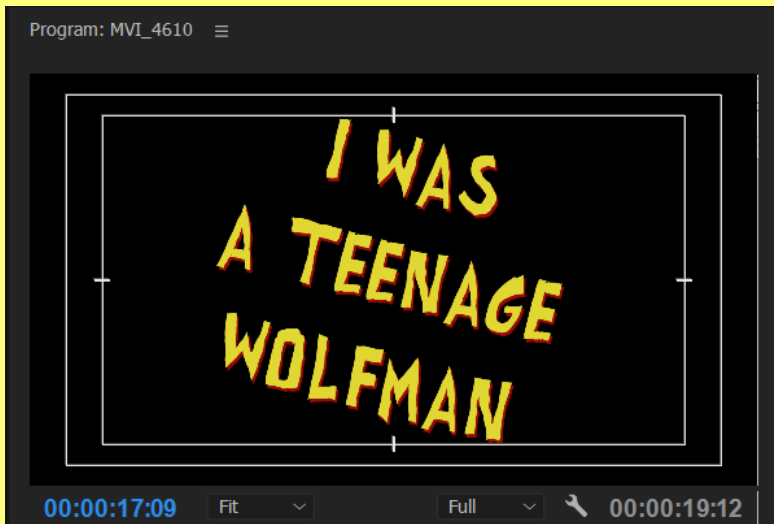 Program: MVI_4610
I WAS
A TEENAGE
WOLFMAN
00:00:17:09 Fit Full 00:00:19:12